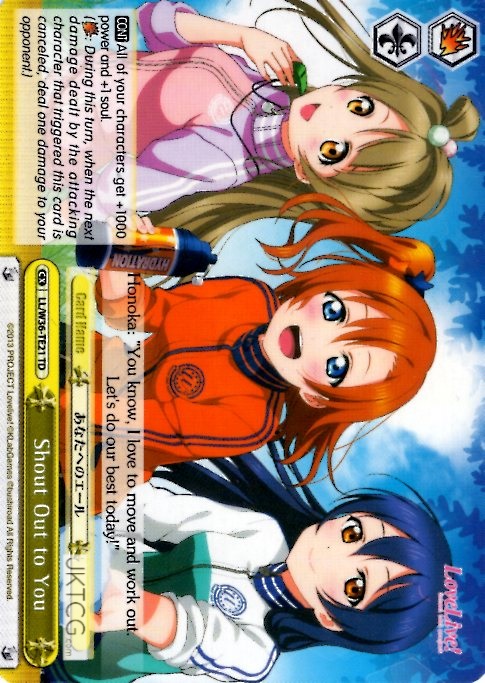 LoveLive!
Honoka: "You know, I love to move and work out.
Let's do our best today!"
HYDRATION
CONT All of your characters get +1000
power and +1 soul.
( : During this turn, when the next
damage dealt by the attacking
character that triggered this card is
canceled, deal one damage to your
opponent)
Card Name
あなたへのエール
CX LL/W36-TE21 TD
Shout Out to You
JKTCG.com
©2013 PROJECT Lovelive! ©KLabGames ©bushiroad All Rights Reserved.